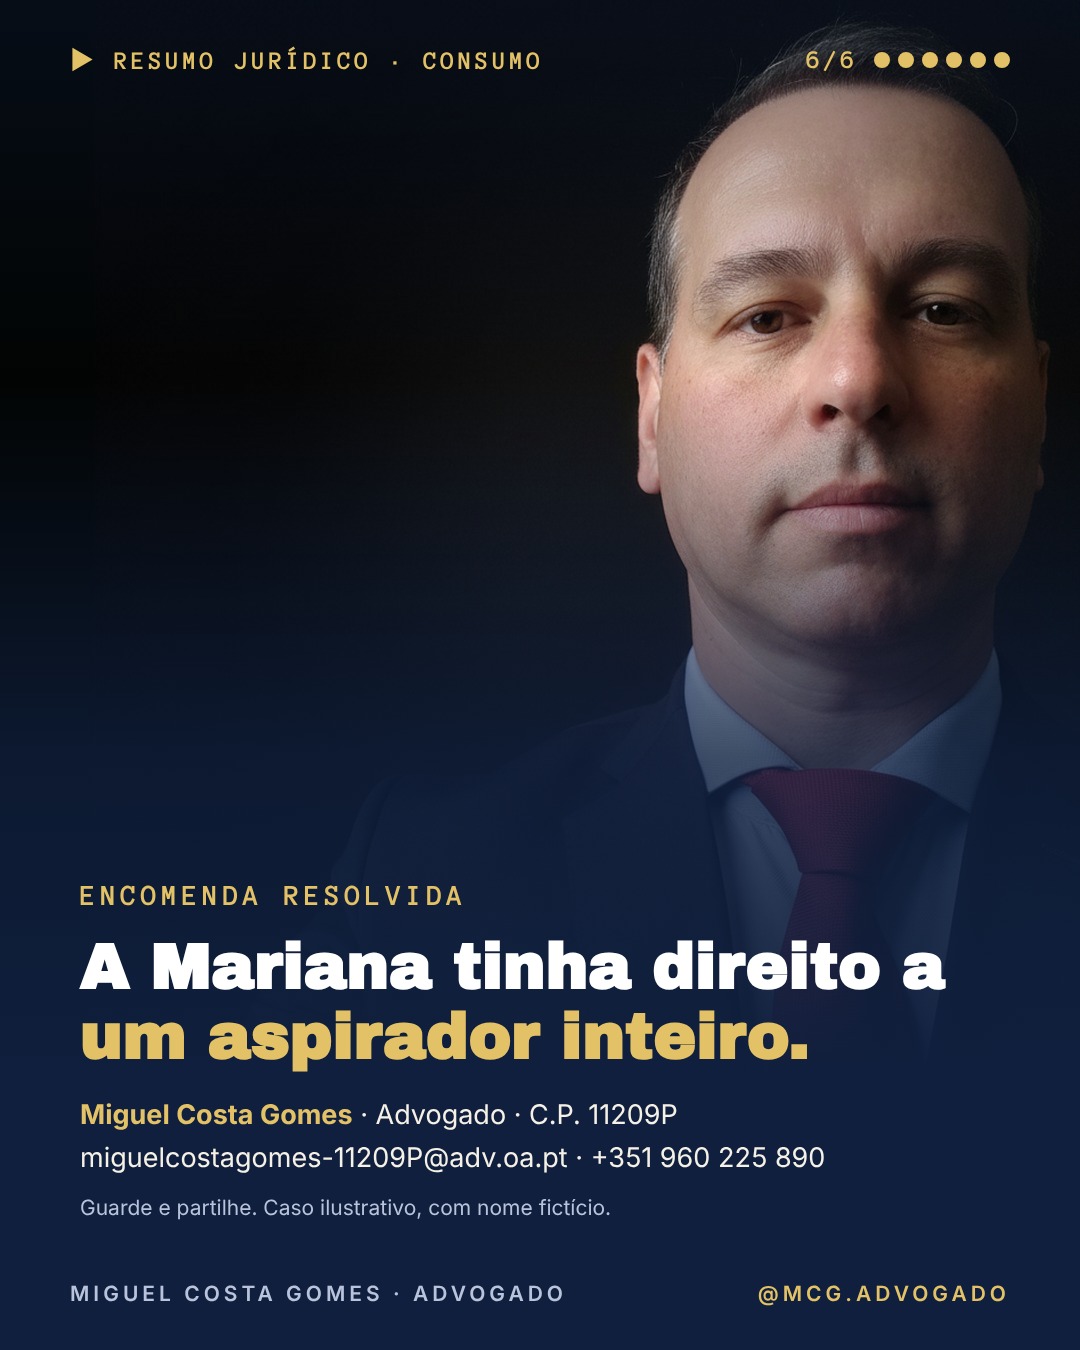 ▶ RESUMO JURÍDICO · CONSUMO
6/6
ENCOMENDA RESOLVIDA
A Mariana tinha direito a
um aspirador inteiro.
Miguel Costa Gomes · Advogado · C.P. 11209P
miguelcostagomes-11209P@adv.oa.pt · +351 960 225 890
Guarde e partilhe. Caso ilustrativo, com nome fictício.
MIGUEL COSTA GOMES · ADVOGADO
@MCG.ADVOGADO